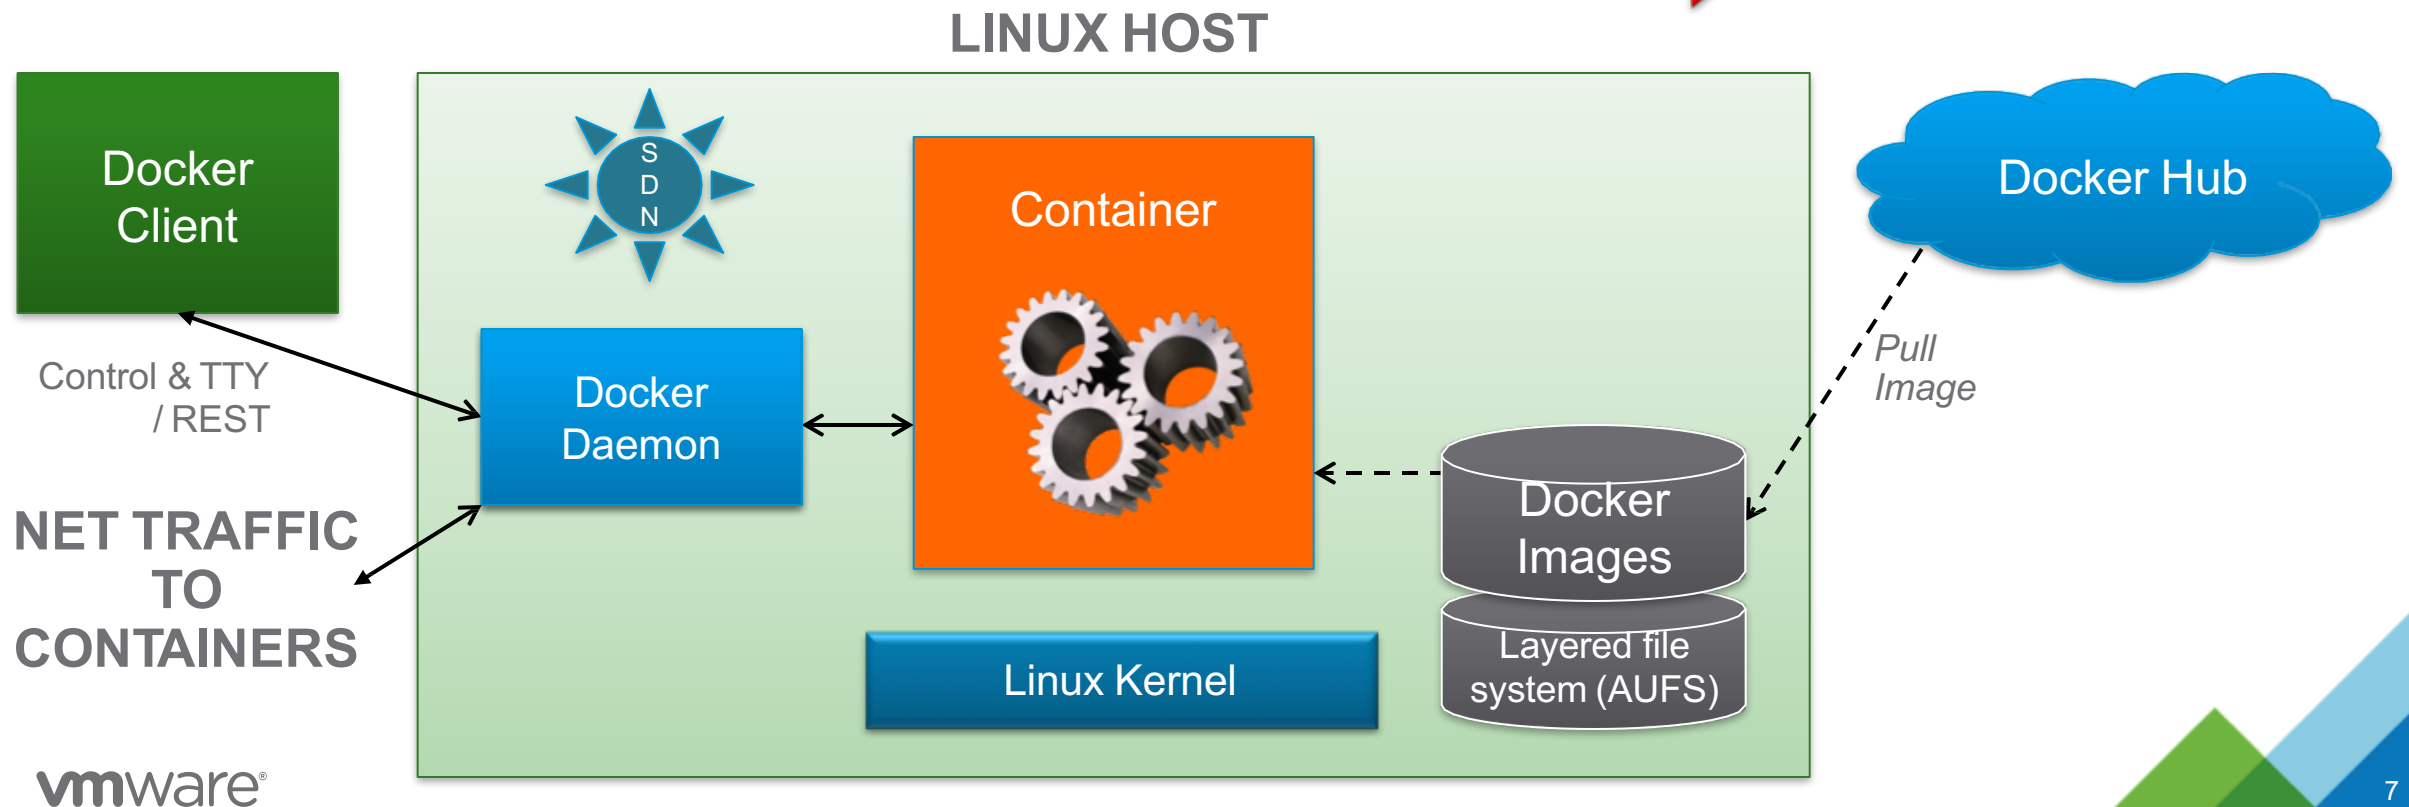 LINUX HOST
Docker
Client
S
D
N
Container
Docker Hub
Control & TTY
/ REST
Docker
Daemon
Pull
Image
NET TRAFFIC
TO
CONTAINERS
Docker
Images
Linux Kernel
Layered file
system (AUFS)
vmware®
7